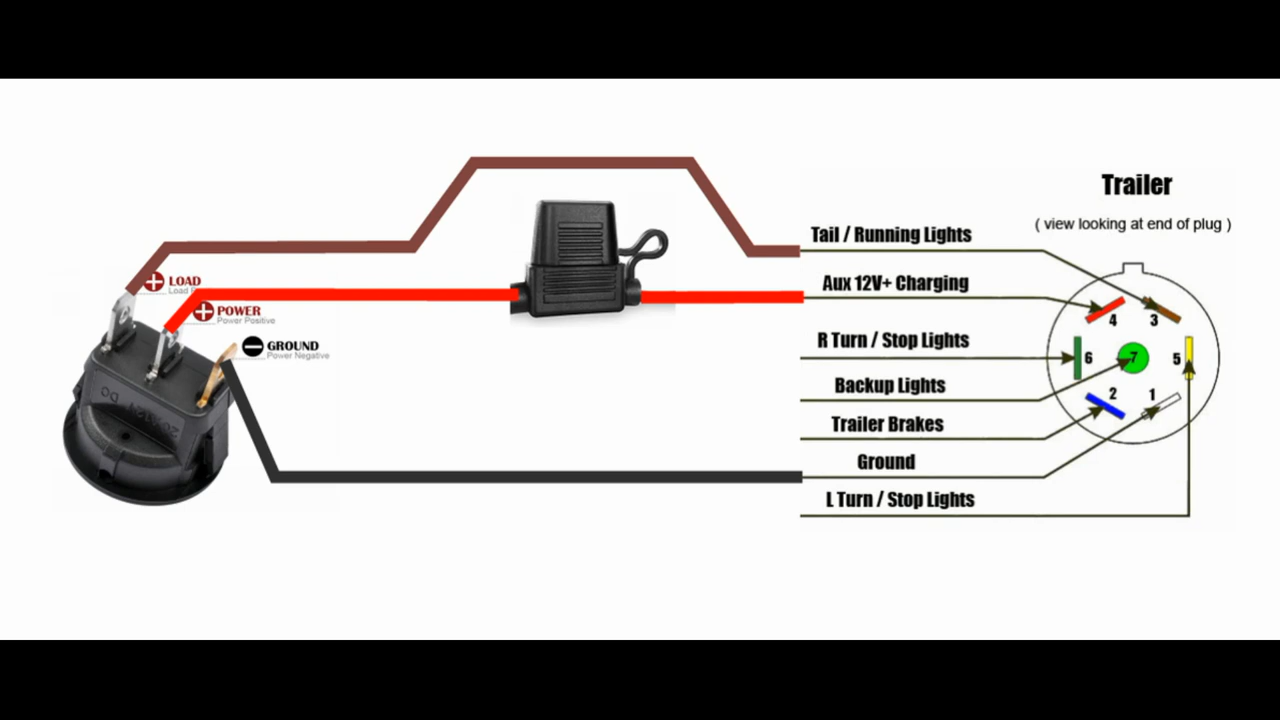 Trailer
( view looking at end of plug )
Tail / Running Lights
Aux 12V+ Charging
R Turn / Stop Lights
Backup Lights
Trailer Brakes
Ground
L Turn / Stop Lights
4
3
6
7
5
2
1
LOAD
Load
POWER
Power Positive
GROUND
Power Negative
DC